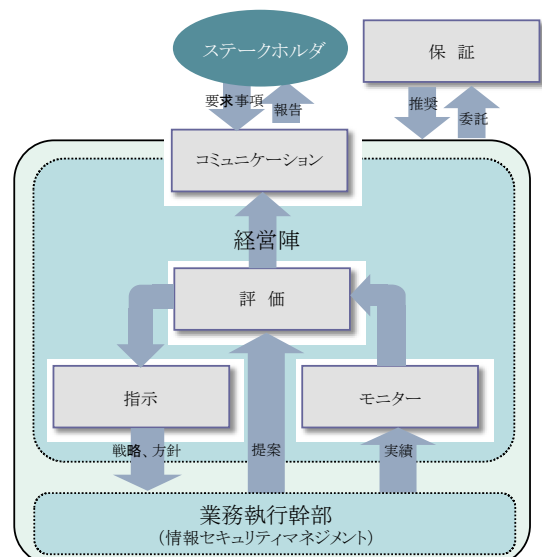 ステークホルダ
保 証
要求事項
報告
推奨
委託
コミュニケーション
経営陣
評 価
指示
モニター
戦略、方針
提案
実績
業務執行幹部
（情報セキュリティマネジメント）